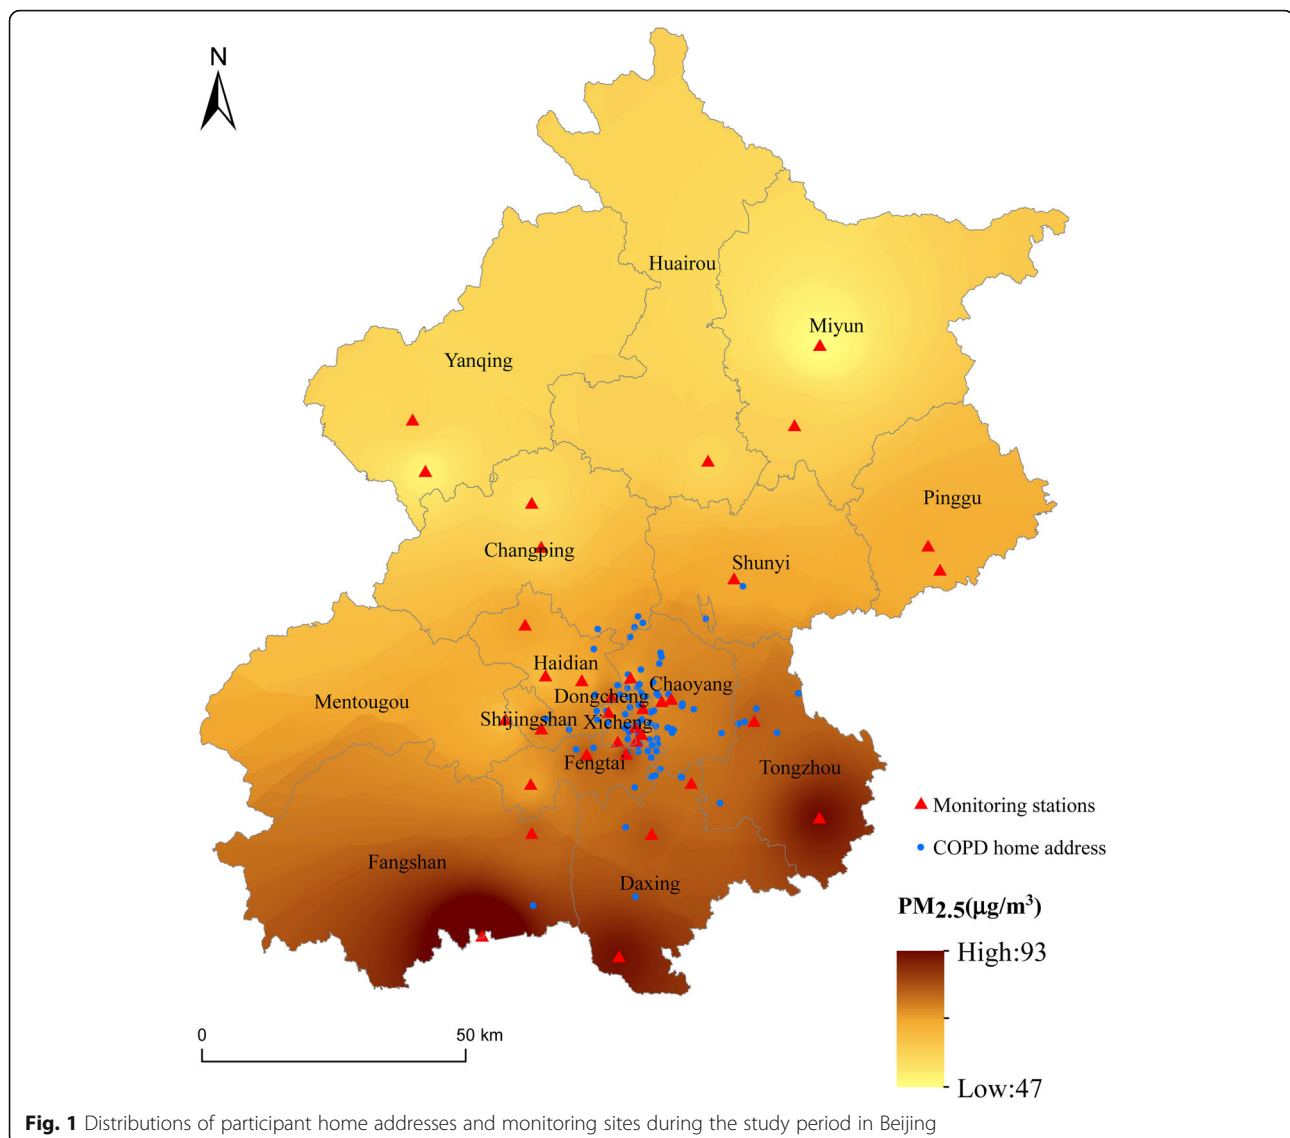 N
Huairou
Miyun
Yanqing
Pinggu
Changping
Shunyi
Haidian
Chaoyang
Dongcheng
Mentougou
Shijingshan
Xicheng
Fengtai
Tongzhou
Monitoring stations
COPD home address
Fangshan
Daxing
PM2.5(μg/m³)
High:93
Low:47
0 50 km
Fig. 1 Distributions of participant home addresses and monitoring sites during the study period in Beijing